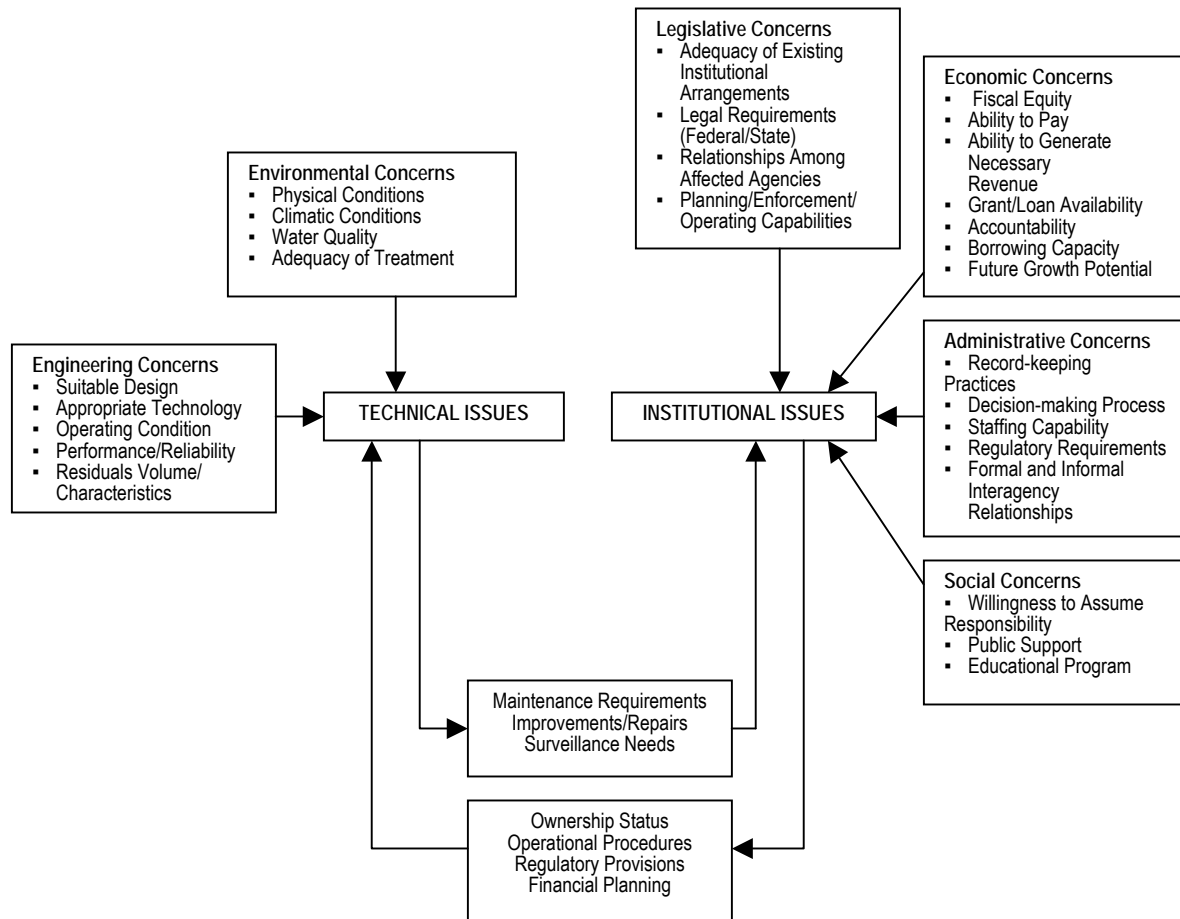 Legislative Concerns
▪ Adequacy of Existing
Institutional
Arrangements
▪ Legal Requirements
(Federal/State)
▪ Relationships Among
Affected Agencies
▪ Planning/Enforcement/
Operating Capabilities
Economic Concerns
▪ Fiscal Equity
▪ Ability to Pay
▪ Ability to Generate
Necessary
Revenue
▪ Grant/Loan Availability
▪ Accountability
▪ Borrowing Capacity
▪ Future Growth Potential
Environmental Concerns
▪ Physical Conditions
▪ Climatic Conditions
▪ Water Quality
▪ Adequacy of Treatment
Engineering Concerns
▪ Suitable Design
▪ Appropriate Technology
▪ Operating Condition
▪ Performance/Reliability
▪ Residuals Volume/
Characteristics
TECHNICAL ISSUES
INSTITUTIONAL ISSUES
Administrative Concerns
▪ Record-keeping
Practices
▪ Decision-making Process
▪ Staffing Capability
▪ Regulatory Requirements
▪ Formal and Informal
Interagency
Relationships
Social Concerns
▪ Willingness to Assume
Responsibility
▪ Public Support
▪ Educational Program
Maintenance Requirements
Improvements/Repairs
Surveillance Needs
Ownership Status
Operational Procedures
Regulatory Provisions
Financial Planning